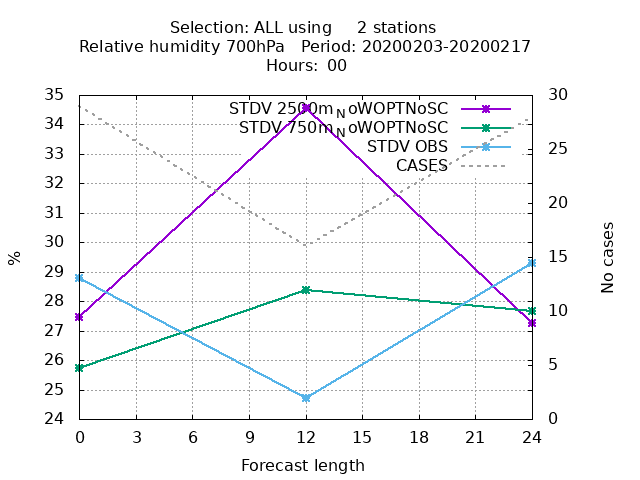 Selection: ALL using 2 stations
Relative humidity 700hPa Period: 20200203-20200217
Hours: 00
STDV 2500m_NoWOPTNoSC
STDV 750m_NoWOPTNoSC
STDV OBS
CASES
35
34
33
32
31
30
29
28
27
26
25
24
%
30
25
20
15
10
5
0
No cases
0 3 6 9 12 15 18 21 24
Forecast length